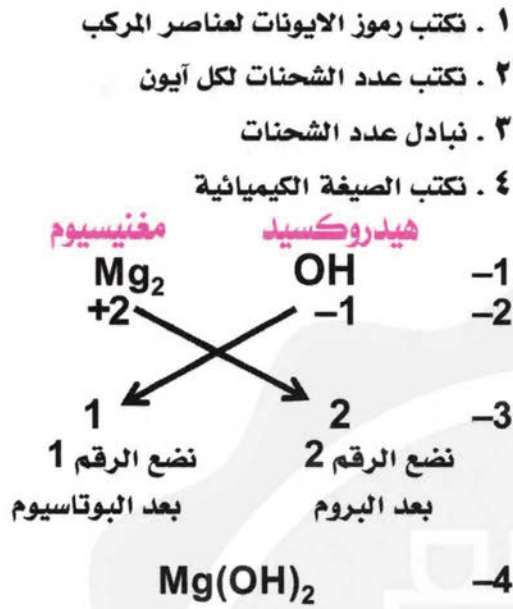 ١ . نكتب رموز الايونات لعناصر المركب
٢ . نكتب عدد الشحنات لكل آيون
٣ . نبادل عدد الشحنات
٤ . نكتب الصيغة الكيميائية
هيدروكسيد مغنيسيوم
–1 OH Mg₂
–2 –1 +2
–3 2 1
نضع الرقم 2 نضع الرقم 1
بعد البروم بعد البوتاسيوم
–4 Mg(OH)₂